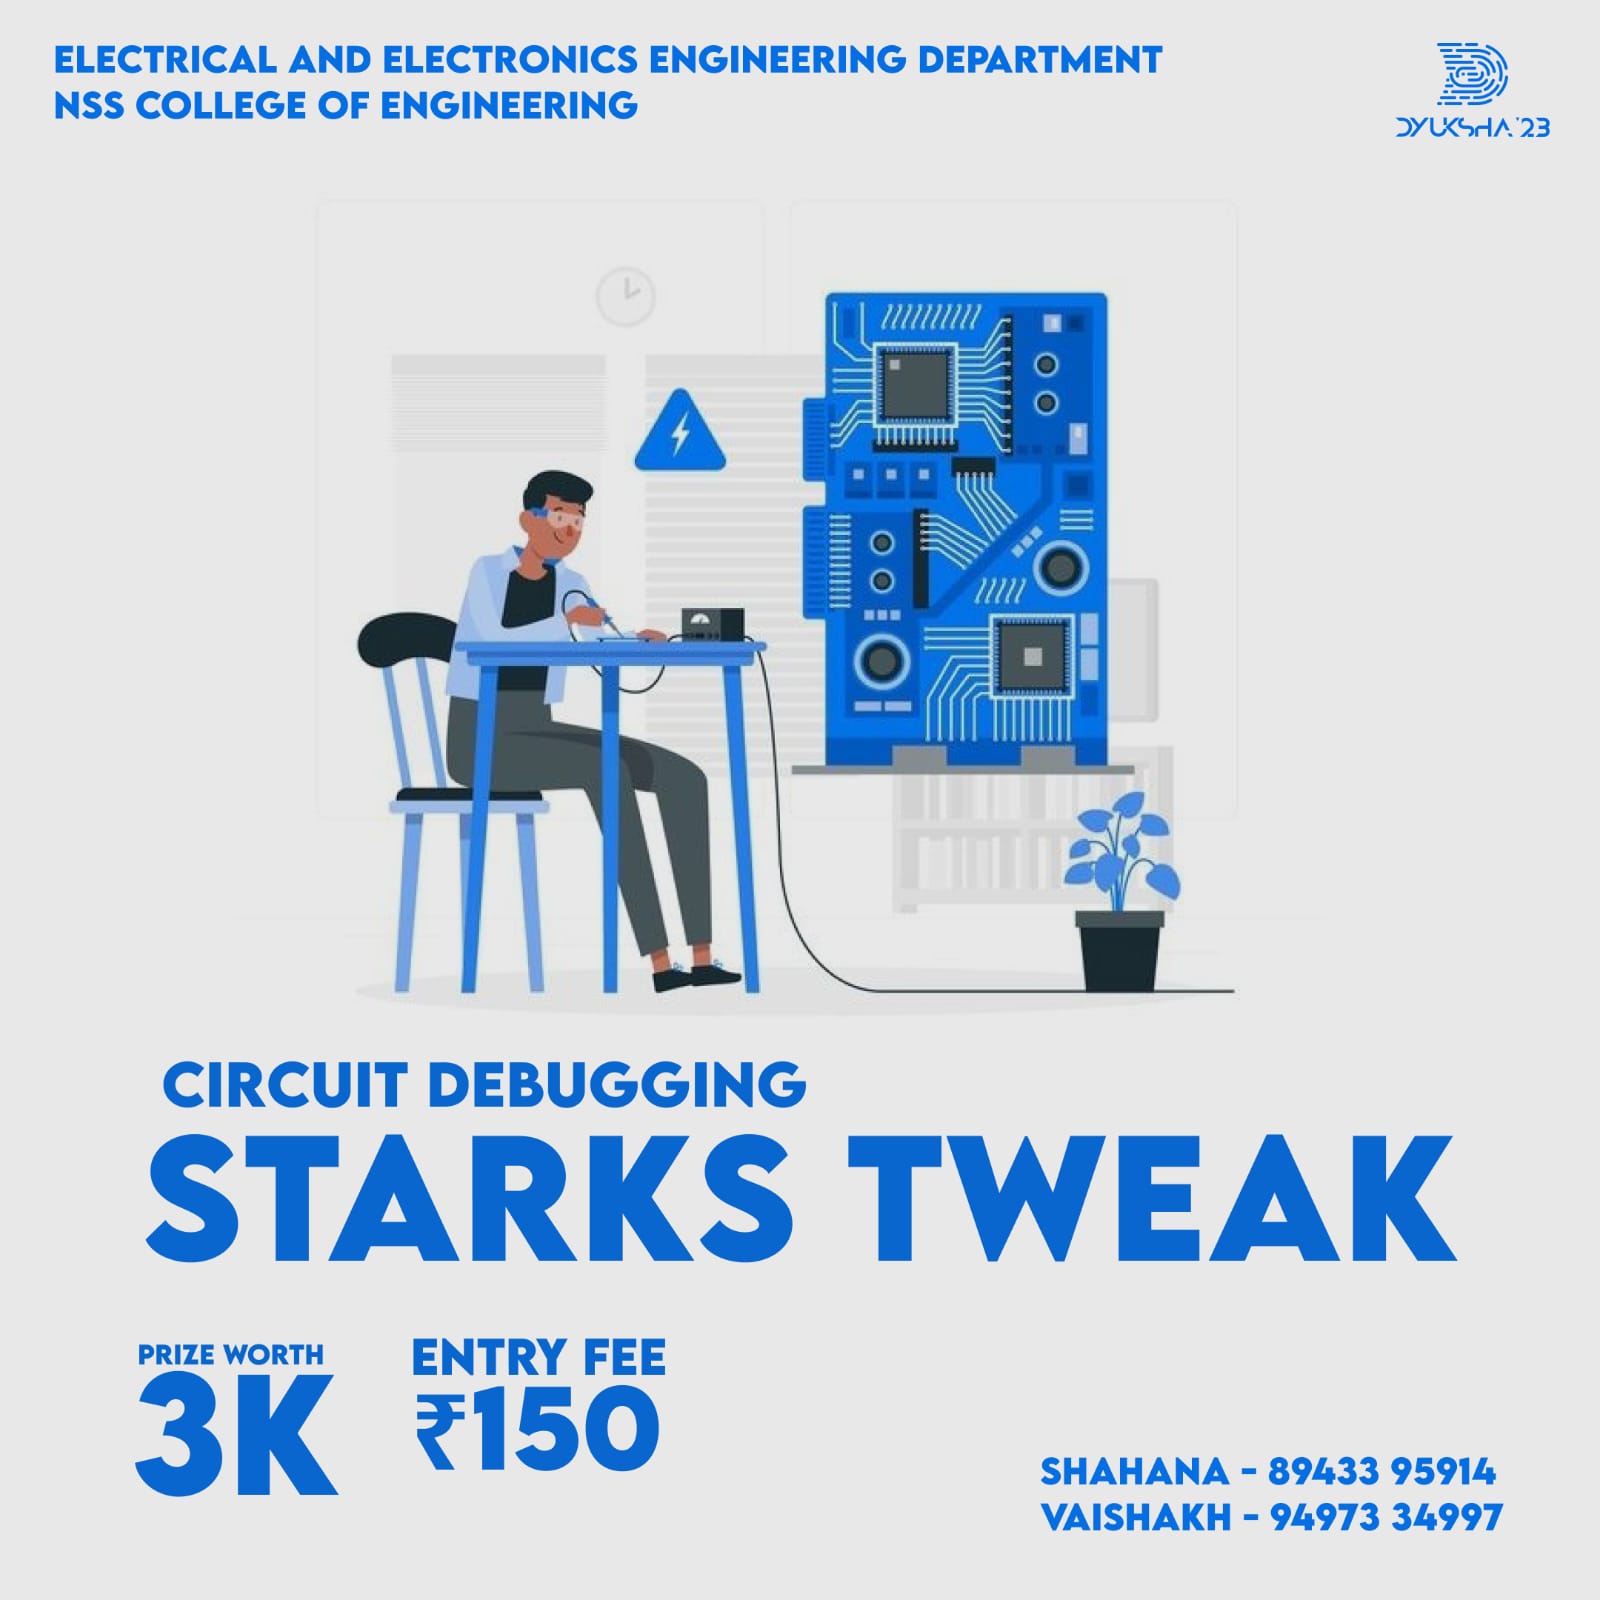 ELECTRICAL AND ELECTRONICS ENGINEERING DEPARTMENT
NSS COLLEGE OF ENGINEERING
DYUKSHA'23
CIRCUIT DEBUGGING
STARKS TWEAK
PRIZE WORTH
3K
ENTRY FEE
₹150
SHAHANA - 89433 95914
VAISHAKH - 94973 34997